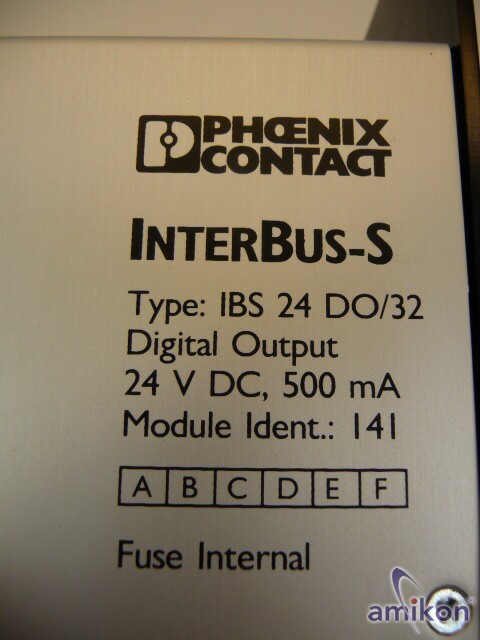 PHŒNIX
CONTACT
INTERBUS-S
Type: IBS 24 DO/32
Digital Output
24 V DC, 500 mA
Module Ident.: 141
A B C D E F
Fuse Internal
amikon